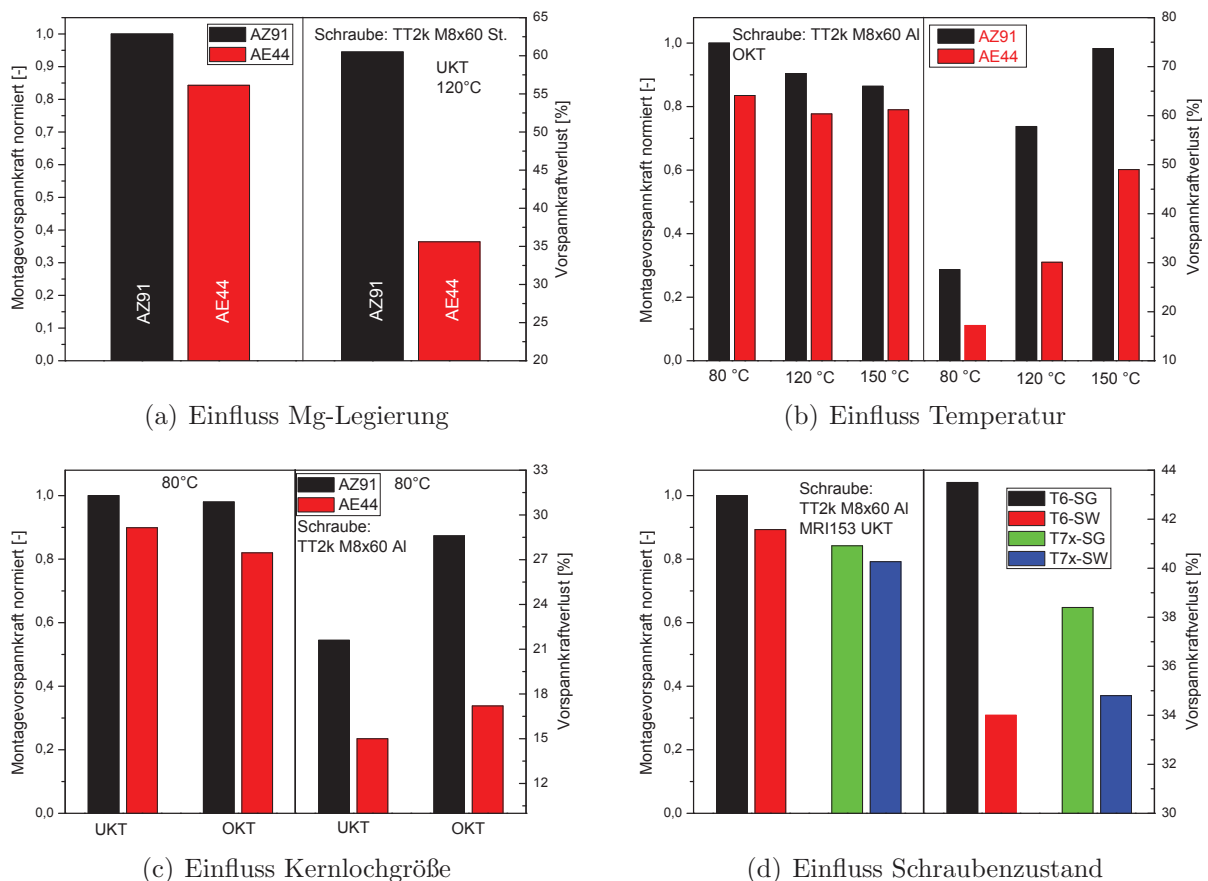 Montagevorspannkraft normiert [-]
1,0
0,9
0,8
0,7
0,6
0,5
0,4
0,3
0,2
0,1
0,0
AZ91
AE44
AZ91
AE44
Schraube: TT2k M8x60 St.
UKT
120°C
AZ91
AE44
65
60
55
50
45
40
35
30
25
20
Vorspannkraftverlust [%]
(a) Einfluss Mg-Legierung
Montagevorspannkraft normiert [-]
1,0
0,8
0,6
0,4
0,2
0,0
Schraube: TT2k M8x60 Al
OKT
AZ91
AE44
80
70
60
50
40
30
20
10
Vorspannkraftverlust [%]
80 °C 120 °C 150 °C 80 °C 120 °C 150 °C
(b) Einfluss Temperatur
Montagevorspannkraft normiert [-]
1,0
0,8
0,6
0,4
0,2
0,0
80°C
AZ91
AE44
80°C
Schraube:
TT2k M8x60 Al
33
30
27
24
21
18
15
12
Vorspannkraftverlust [%]
UKT OKT UKT OKT
(c) Einfluss Kernlochgröße
Montagevorspannkraft normiert [-]
1,0
0,8
0,6
0,4
0,2
0,0
Schraube:
TT2k M8x60 Al
MRI153 UKT
T6-SG
T6-SW
T7x-SG
T7x-SW
44
42
40
38
36
34
32
30
Vorspannkraftverlust [%]
(d) Einfluss Schraubenzustand